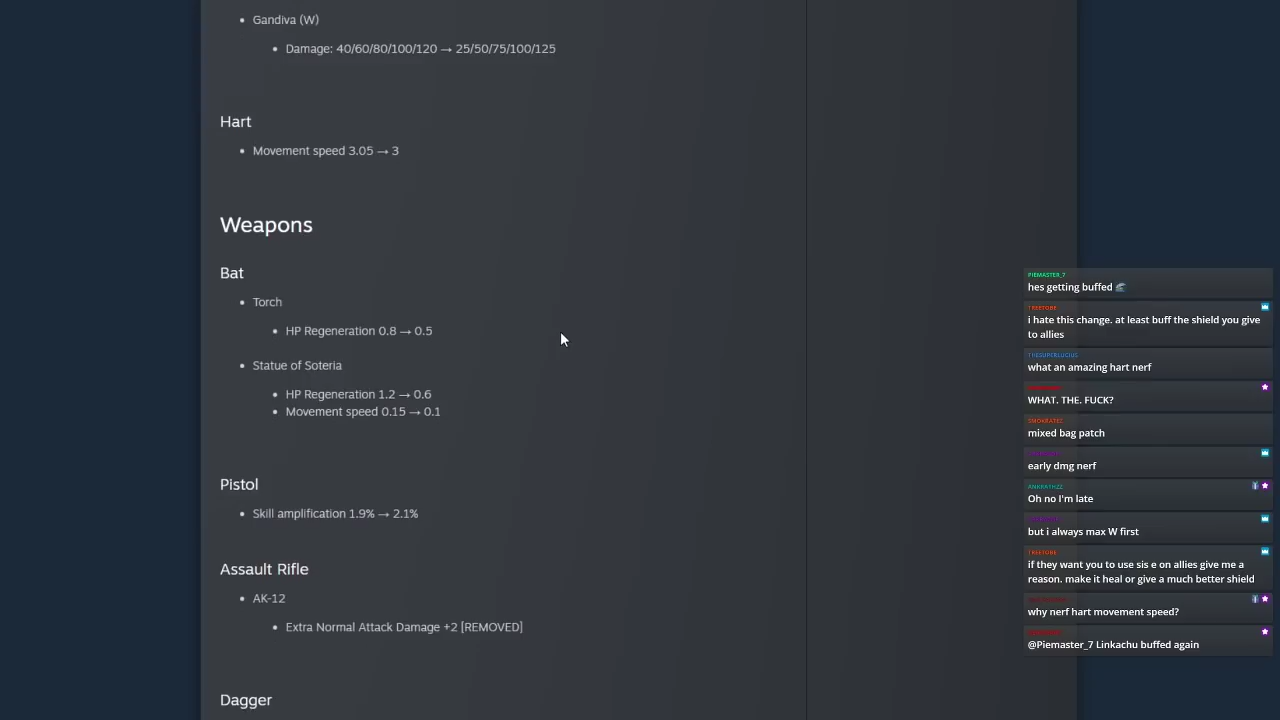 Gandiva (W)
Damage: 40/60/80/100/120 → 25/50/75/100/125
Hart
Movement speed 3.05 → 3
Weapons
Bat
Torch
HP Regeneration 0.8 → 0.5
Statue of Soteria
HP Regeneration 1.2 → 0.6
Movement speed 0.15 → 0.1
Pistol
Skill amplification 1.9% → 2.1%
Assault Rifle
AK-12
Extra Normal Attack Damage +2 [REMOVED]
Dagger
PIEMASTER_7
hes getting buffed
TREETOBE
i hate this change. at least buff the shield you give
to allies
THESUPERLUGIUS
what an amazing hart nerf
WHAT. THE. FUCK?
SMOKRATES
mixed bag patch
early dmg nerf
ANKRATHZZ
Oh no I'm late
but i always max W first
TREETOBE
if they want you to use sis e on allies give me a
reason. make it heal or give a much better shield
why nerf hart movement speed?
@Piemaster_7 Linkachu buffed again